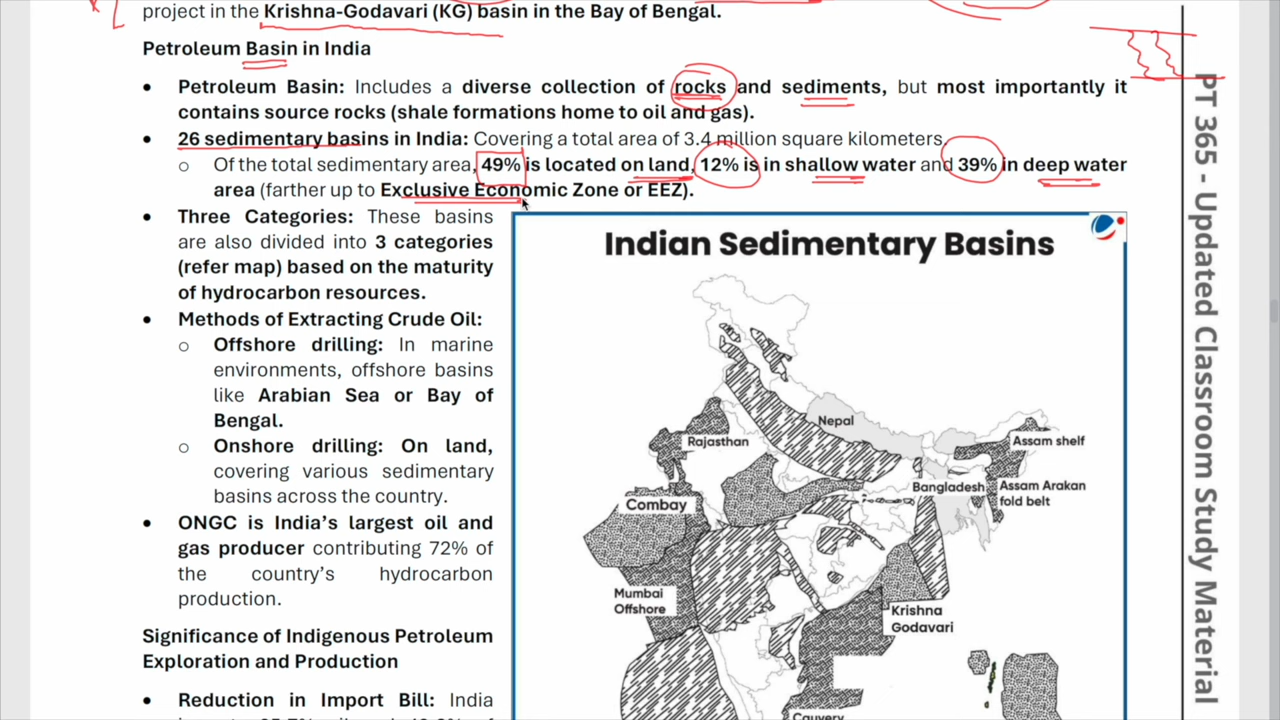 project in the Krishna-Godavari (KG) basin in the Bay of Bengal.
Petroleum Basin in India
• Petroleum Basin: Includes a diverse collection of rocks and sediments, but most importantly it
contains source rocks (shale formations home to oil and gas).
• 26 sedimentary basins in India: Covering a total area of 3.4 million square kilometers.
o Of the total sedimentary area, 49% is located on land, 12% is in shallow water and 39% in deep water
area (farther up to Exclusive Economic Zone or EEZ).
• Three Categories: These basins
are also divided into 3 categories
(refer map) based on the maturity
of hydrocarbon resources.
• Methods of Extracting Crude Oil:
o Offshore drilling: In marine
environments, offshore basins
like Arabian Sea or Bay of
Bengal.
o Onshore drilling: On land,
covering various sedimentary
basins across the country.
• ONGC is India's largest oil and
gas producer contributing 72% of
the country's hydrocarbon
production.
Significance of Indigenous Petroleum
Exploration and Production
• Reduction in Import Bill: India
Indian Sedimentary Basins
Nepal
Rajasthan
Assam shelf
Bangladesh
Assam Arakan
fold belt
Combay
Mumbai
Offshore
Krishna
Godavari
Cauvery
PT 365 - Updated Classroom Study Material